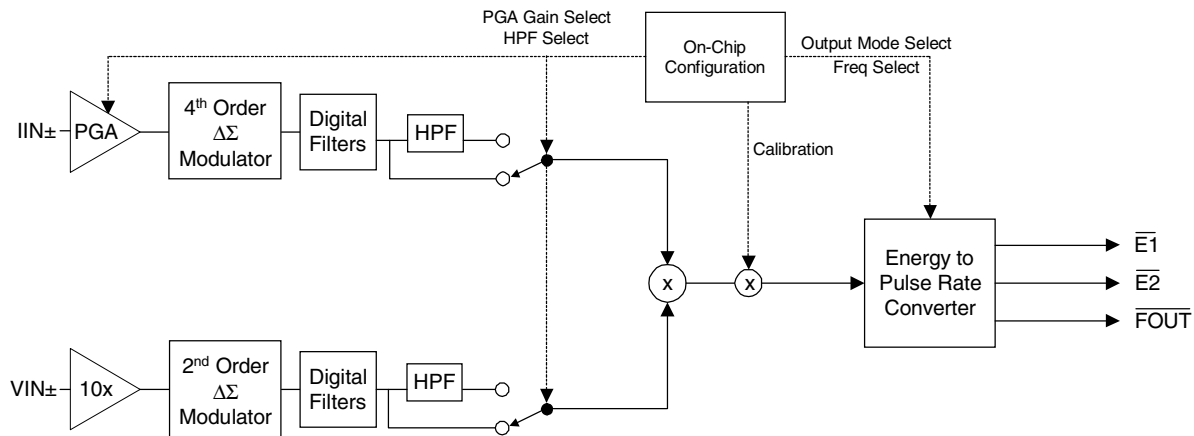 PGA Gain Select
HPF Select
On-Chip
Configuration
Output Mode Select
Freq Select
IIN±
PGA
4th Order
ΔΣ
Modulator
Digital
Filters
HPF
Calibration
x
x
Energy to
Pulse Rate
Converter
E1
E2
FOUT
VIN±
10x
2nd Order
ΔΣ
Modulator
Digital
Filters
HPF